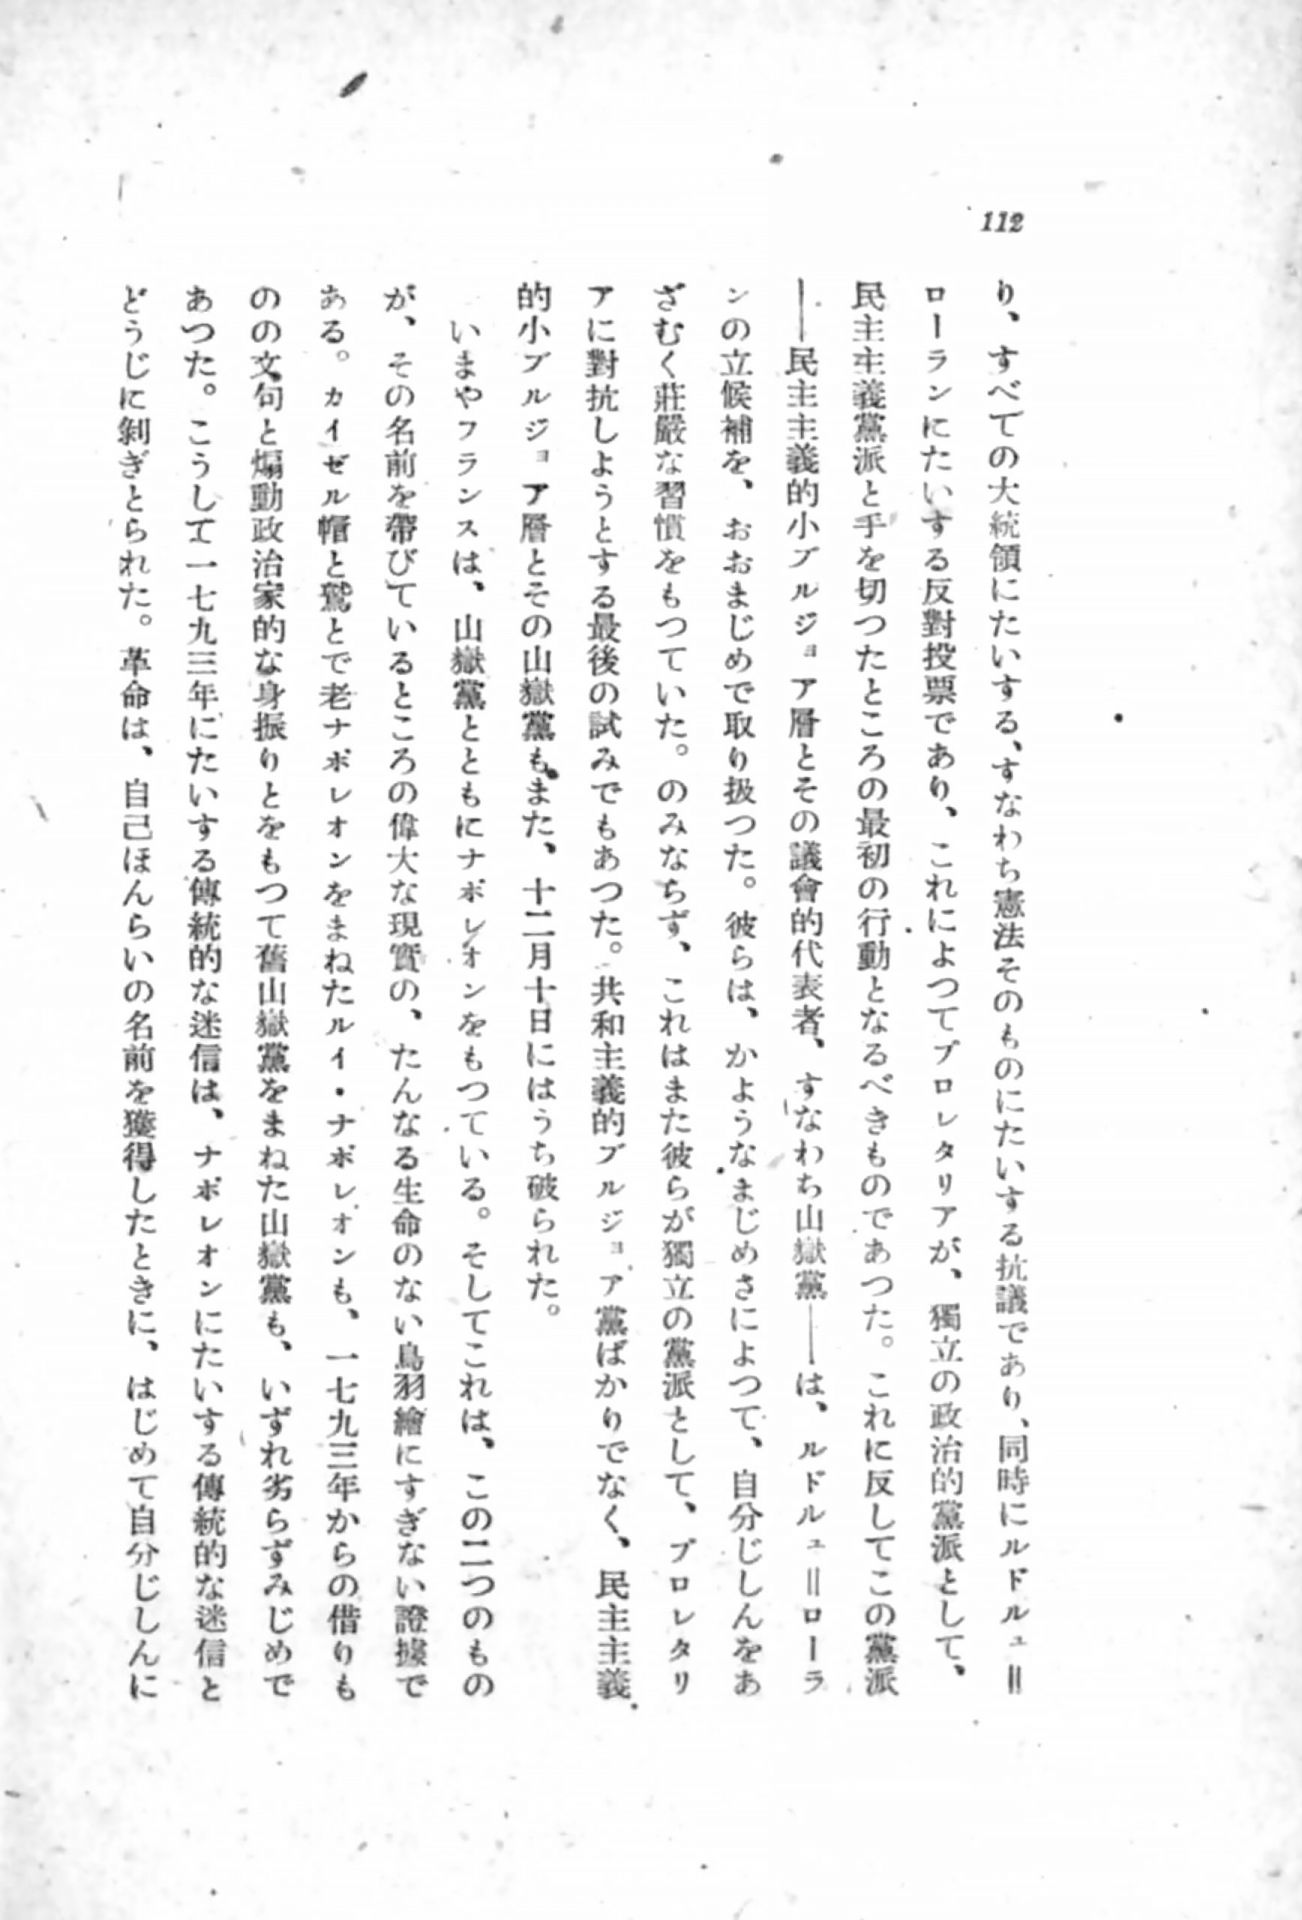 112
り、すべての大統領にたいする、すなわち憲法そのものにたいする抗議であり、同時にルドルュ＝
ローランにたいする反對投票であり、これによつてプロレタリアが、獨立の政治的黨派として、
民主主義黨派と手を切つたところの最初の行動となるべきものであつた。これに反してこの黨派
――民主主義的小ブルジョア層とその議會的代表者、すなわち山嶽黨――は、ルドルュ＝ローラ
ンの立候補を、おおまじめで取り扱つた。彼らは、かようなまじめさによつて、自分じしんをあ
ざむく莊嚴な習慣をもつていた。のみならず、これはまた彼らが獨立の黨派として、プロレタリ
アに對抗しようとする最後の試みでもあつた。共和主義的ブルジョア黨ばかりでなく、民主主義
的小ブルジョア層とその山嶽黨もまた、十二月十日にはうち破られた。
いまやフランスは、山嶽黨とともにナポレオンをもつている。そしてこれは、この二つのもの
が、その名前を帶びているところの偉大な現實の、たんなる生命のない鳥羽繪にすぎない證據で
ある。カイゼル帽と鷲とで老ナポレオンをまねたルイ・ナポレオンも、一七九三年からの借りも
のの文句と煽動政治家的な身振りとをもつて舊山嶽黨をまねた山嶽黨も、いずれ劣らずみじめで
あつた。こうして一七九三年にたいする傳統的な迷信は、ナポレオンにたいする傳統的な迷信と
どうじに剝ぎとられた。革命は、自己ほんらいの名前を獲得したときに、はじめて自分じしんに